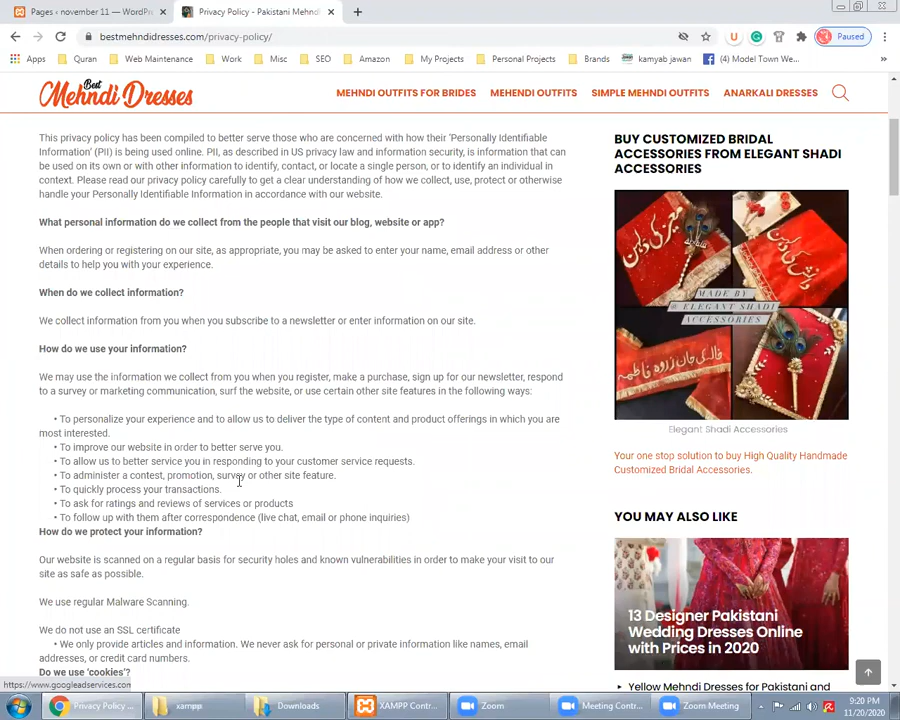 Pages ‹ november 11 — WordPre
Privacy Policy - Pakistani Mehndi
bestmehndidresses.com/privacy-policy/
Paused
Apps
Quran
Web Maintenance
Work
Misc
SEO
Amazon
My Projects
Personal Projects
Brands
kamyab jawan
(4) Model Town We...
Best
Mehndi Dresses
MEHNDI OUTFITS FOR BRIDES
MEHENDI OUTFITS
SIMPLE MEHNDI OUTFITS
ANARKALI DRESSES
This privacy policy has been compiled to better serve those who are concerned with how their ‘Personally Identifiable
Information’ (PII) is being used online. PII, as described in US privacy law and information security, is information that can
be used on its own or with other information to identify, contact, or locate a single person, or to identify an individual in
context. Please read our privacy policy carefully to get a clear understanding of how we collect, use, protect or otherwise
handle your Personally Identifiable Information in accordance with our website.
What personal information do we collect from the people that visit our blog, website or app?
When ordering or registering on our site, as appropriate, you may be asked to enter your name, email address or other
details to help you with your experience.
When do we collect information?
We collect information from you when you subscribe to a newsletter or enter information on our site.
How do we use your information?
We may use the information we collect from you when you register, make a purchase, sign up for our newsletter, respond
to a survey or marketing communication, surf the website, or use certain other site features in the following ways:
• To personalize your experience and to allow us to deliver the type of content and product offerings in which you are
most interested.
• To improve our website in order to better serve you.
• To allow us to better service you in responding to your customer service requests.
• To administer a contest, promotion, survey or other site feature.
• To quickly process your transactions.
• To ask for ratings and reviews of services or products
• To follow up with them after correspondence (live chat, email or phone inquiries)
How do we protect your information?
Our website is scanned on a regular basis for security holes and known vulnerabilities in order to make your visit to our
site as safe as possible.
We use regular Malware Scanning.
We do not use an SSL certificate
• We only provide articles and information. We never ask for personal or private information like names, email
addresses, or credit card numbers.
Do we use ‘cookies’?
BUY CUSTOMIZED BRIDAL
ACCESSORIES FROM ELEGANT SHADI
ACCESSORIES
MADE BY
@ELEGANT SHADI
ACCESSORIES
Elegant Shadi Accessories
Your one stop solution to buy High Quality Handmade
Customized Bridal Accessories.
YOU MAY ALSO LIKE
13 Designer Pakistani
Wedding Dresses Online
with Prices in 2020
Yellow Mehndi Dresses for Pakistani and
https://www.googleadservices.com
Privacy Policy ...
xampp
Downloads
XAMPP Contr...
Zoom
Meeting Contr...
Zoom Meeting
9:20 PM
11/20/2020